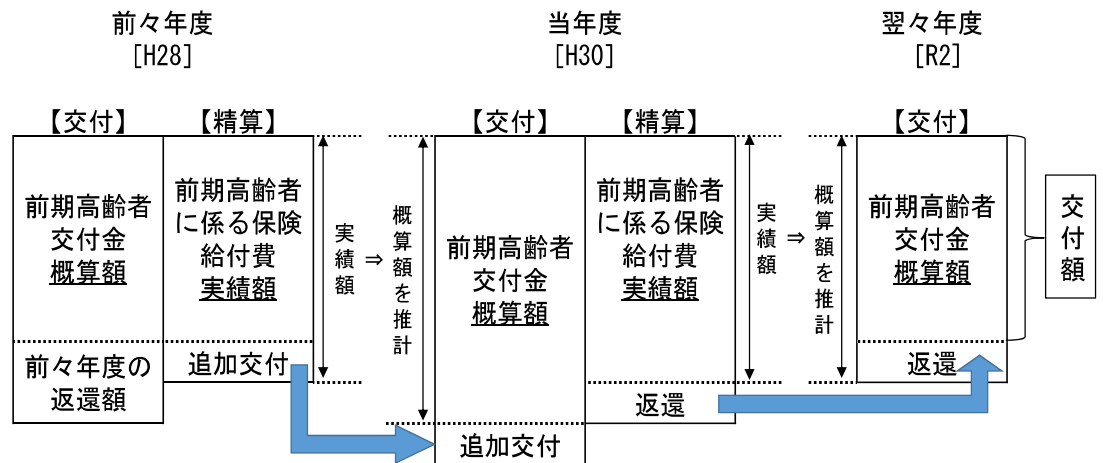 前々年度
[H28]
当年度
[H30]
翌々年度
[R2]
【交付】
【精算】
前期高齢者
交付金
概算額
前々年度の
返還額
前期高齢者
に係る保険
給付費
実績額
追加交付
実績額
⇒
概算額を推計
【交付】
【精算】
前期高齢者
交付金
概算額
追加交付
前期高齢者
に係る保険
給付費
実績額
返還
実績額
⇒
概算額を推計
【交付】
前期高齢者
交付金
概算額
返還
交付額